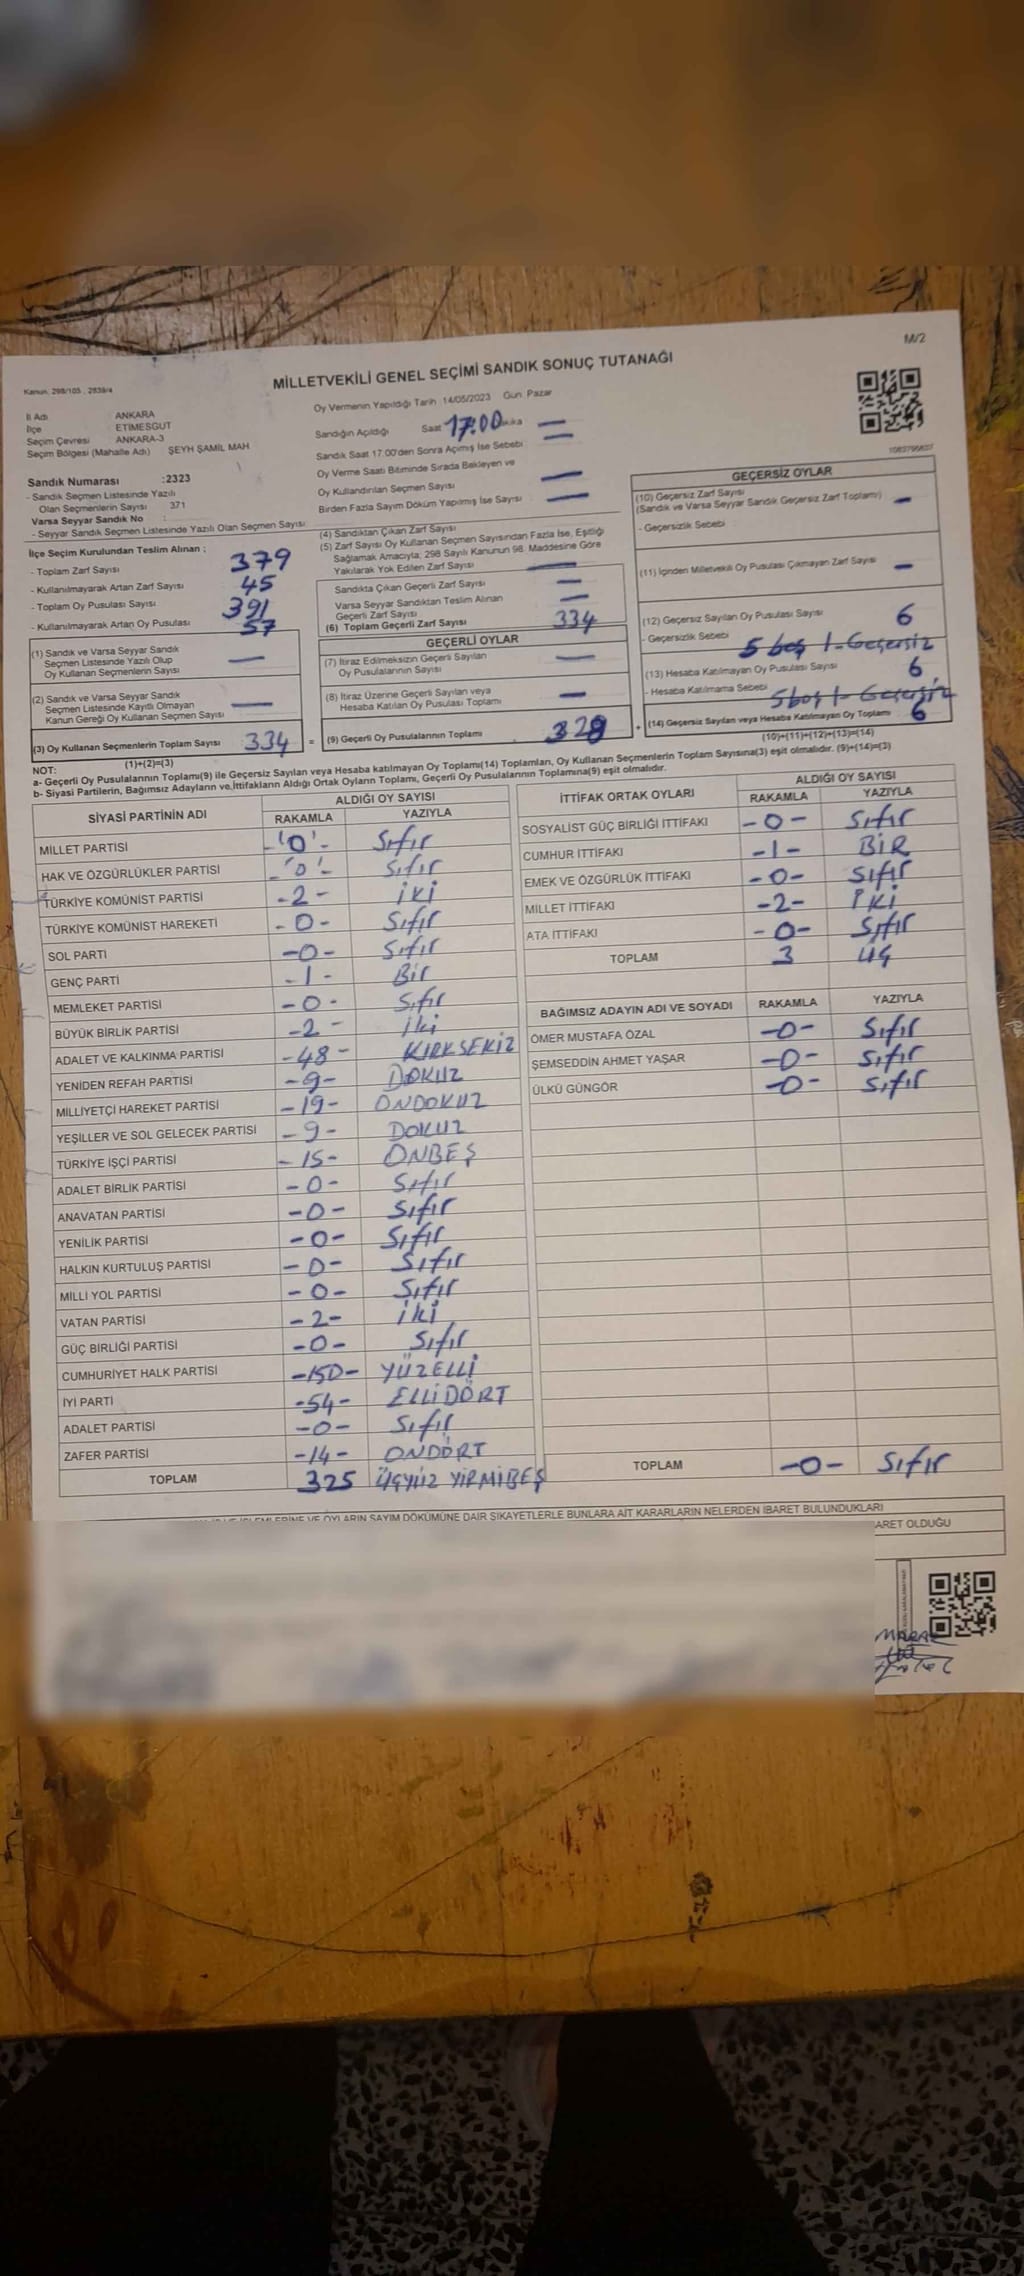 M/2
MİLLETVEKİLİ GENEL SEÇİMİ SANDIK SONUÇ TUTANAĞI
Kanun: 298/105 , 2839/4
İl Adı ANKARA
İlçe ETİMESGUT
Seçim Çevresi ANKARA-3
Seçim Bölgesi (Mahalle Adı) ŞEYH ŞAMİL MAH
Sandık Numarası :2323
- Sandık Seçmen Listesinde Yazılı
Olan Seçmenlerin Sayısı 371
Varsa Seyyar Sandık No :
- Seyyar Sandık Seçmen Listesinde Yazılı Olan Seçmen Sayısı
İlçe Seçim Kurulundan Teslim Alınan ;
- Toplam Zarf Sayısı 379
- Kullanılmayarak Artan Zarf Sayısı 45
- Toplam Oy Pusulası Sayısı 391
- Kullanılmayarak Artan Oy Pusulası 57
(1) Sandık ve Varsa Seyyar Sandık
Seçmen Listesinde Yazılı Olup
Oy Kullanan Seçmenlerin Sayısı —
(2) Sandık ve Varsa Seyyar Sandık
Seçmen Listesinde Kayıtlı Olmayan
Kanun Gereği Oy Kullanan Seçmen Sayısı —
(3) Oy Kullanan Seçmenlerin Toplam Sayısı 334 =
(1)+(2)=(3)
Oy Vermenin Yapıldığı Tarih 14/05/2023 Gün: Pazar
Sandığın Açıldığı Saat 17:00 Dakika —
Sandık Saat 17.00'den Sonra Açılmış İse Sebebi —
Oy Verme Saati Bitiminde Sırada Bekleyen ve
Oy Kullandırılan Seçmen Sayısı —
Birden Fazla Sayım Döküm Yapılmış İse Sayısı —
(4) Sandıktan Çıkan Zarf Sayısı
(5) Zarf Sayısı Oy Kullanan Seçmen Sayısından Fazla İse, Eşitliği
Sağlamak Amacıyla; 298 Sayılı Kanunun 98. Maddesine Göre
Yakılarak Yok Edilen Zarf Sayısı —
Sandıkta Çıkan Geçerli Zarf Sayısı —
Varsa Seyyar Sandıktan Teslim Alınan
Geçerli Zarf Sayısı —
(6) Toplam Geçerli Zarf Sayısı 334
GEÇERLİ OYLAR
(7) İtiraz Edilmeksizin Geçerli Sayılan
Oy Pusulalarının Sayısı —
(8) İtiraz Üzerine Geçerli Sayılan veya
Hesaba Katılan Oy Pusulası Toplamı —
(9) Geçerli Oy Pusulalarının Toplamı 328 +
GEÇERSİZ OYLAR
(10) Geçersiz Zarf Sayısı
(Sandık ve Varsa Seyyar Sandık Geçersiz Zarf Toplamı) —
- Geçersizlik Sebebi
(11) İçinden Milletvekili Oy Pusulası Çıkmayan Zarf Sayısı —
(12) Geçersiz Sayılan Oy Pusulası Sayısı 6
- Geçersizlik Sebebi 5 boş 1- Geçersiz
(13) Hesaba Katılmayan Oy Pusulası Sayısı 6
- Hesaba Katılmama Sebebi 5 boş 1- Geçersiz
(14) Geçersiz Sayılan veya Hesaba Katılmayan Oy Toplamı 6
(10)+(11)+(12)+(13)=(14)
NOT:
a- Geçerli Oy Pusulalarının Toplamı(9) ile Geçersiz Sayılan veya Hesaba katılmayan Oy Toplamı(14) Toplamları, Oy Kullanan Seçmenlerin Toplam Sayısına(3) eşit olmalıdır. (9)+(14)=(3)
b- Siyasi Partilerin, Bağımsız Adayların ve İttifakların Aldığı Ortak Oyların Toplamı, Geçerli Oy Pusulalarının Toplamına(9) eşit olmalıdır.
SİYASİ PARTİNİN ADI ALDIĞI OY SAYISI
RAKAMLA YAZIYLA
MİLLET PARTİSİ -'0'- Sıfır
HAK VE ÖZGÜRLÜKLER PARTİSİ -'0'- Sıfır
TÜRKİYE KOMÜNİST PARTİSİ -2- İKİ
TÜRKİYE KOMÜNİST HAREKETİ -0- Sıfır
SOL PARTİ -0- Sıfır
GENÇ PARTİ -1- Bir
MEMLEKET PARTİSİ -0- Sıfır
BÜYÜK BİRLİK PARTİSİ -2- İki
ADALET VE KALKINMA PARTİSİ -48- KIRKSEKİZ
YENİDEN REFAH PARTİSİ -9- DOKUZ
MİLLİYETÇİ HAREKET PARTİSİ -19- ONDOKUZ
YEŞİLLER VE SOL GELECEK PARTİSİ -9- DOKUZ
TÜRKİYE İŞÇİ PARTİSİ -15- ONBEŞ
ADALET BİRLİK PARTİSİ -0- Sıfır
ANAVATAN PARTİSİ -0- Sıfır
YENİLİK PARTİSİ -0- Sıfır
HALKIN KURTULUŞ PARTİSİ -0- Sıfır
MİLLİ YOL PARTİSİ -0- Sıfır
VATAN PARTİSİ -2- İki
GÜÇ BİRLİĞİ PARTİSİ -0- Sıfır
CUMHURİYET HALK PARTİSİ -150- YÜZELLİ
İYİ PARTİ -54- ELLİDÖRT
ADALET PARTİSİ -0- Sıfır
ZAFER PARTİSİ -14- ONDÖRT
TOPLAM 325 ÜÇYÜZ YİRMİBEŞ
İTTİFAK ORTAK OYLARI ALDIĞI OY SAYISI
RAKAMLA YAZIYLA
SOSYALİST GÜÇ BİRLİĞİ İTTİFAKI -0- Sıfır
CUMHUR İTTİFAKI -1- BİR
EMEK VE ÖZGÜRLÜK İTTİFAKI -0- SIFIR
MİLLET İTTİFAKI -2- İKİ
ATA İTTİFAKI -0- Sıfır
TOPLAM 3 ÜÇ
BAĞIMSIZ ADAYIN ADI VE SOYADI RAKAMLA YAZIYLA
ÖMER MUSTAFA ÖZAL -0- Sıfır
ŞEMSEDDİN AHMET YAŞAR -0- Sıfır
ÜLKÜ GÜNGÖR -0- Sıfır
TOPLAM -0- Sıfır
OYLARIN SAYIM DÖKÜMÜNE DAİR ŞİKAYETLERLE BUNLARA AİT KARARLARIN NELERDEN İBARET BULUNDUKLARI
ARET OLDUĞU